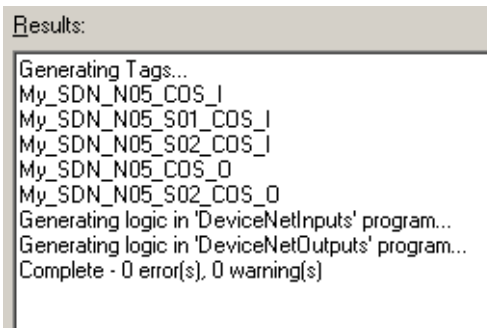 Results:
Generating Tags...
My_SDN_N05_COS_I
My_SDN_N05_S01_COS_I
My_SDN_N05_S02_COS_I
My_SDN_N05_COS_O
My_SDN_N05_S02_COS_O
Generating logic in 'DeviceNetInputs' program...
Generating logic in 'DeviceNetOutputs' program...
Complete - 0 error(s), 0 warning(s)